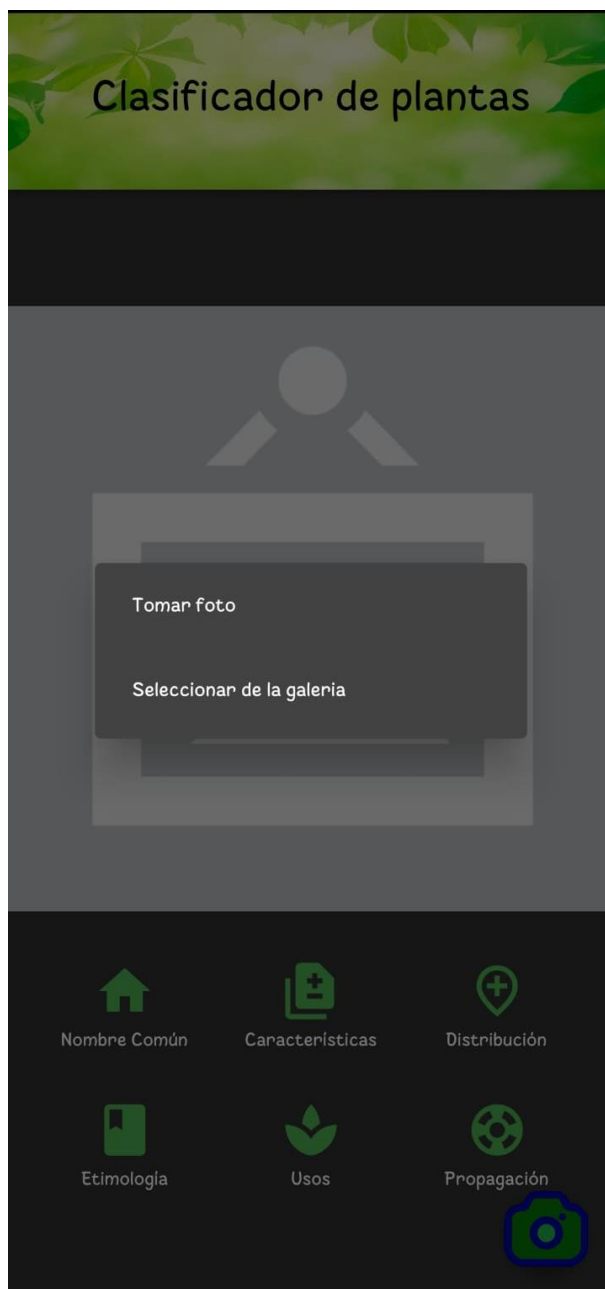 Clasificador de plantas
Tomar foto
Seleccionar de la galeria
Nombre Común
Características
Distribución
Etimología
Usos
Propagación